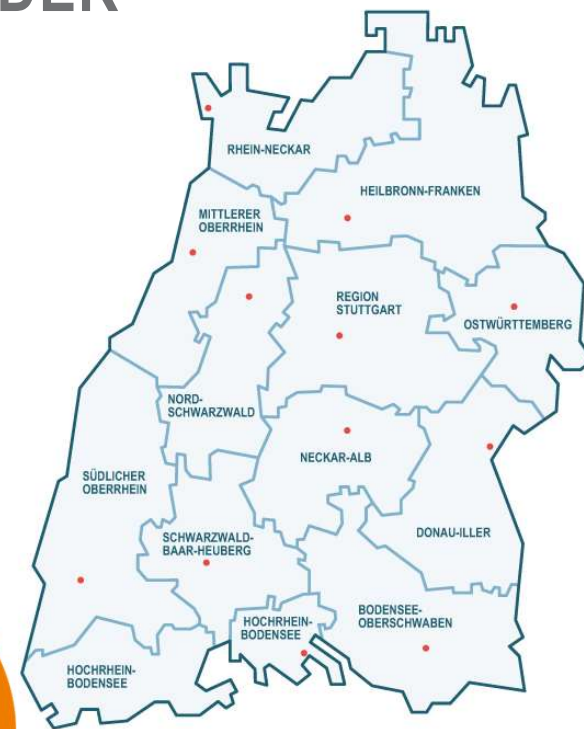 DER
RHEIN-NECKAR
HEILBRONN-FRANKEN
MITTLERER
OBERRHEIN
REGION
STUTTGART
OSTWÜRTTEMBERG
NORD-
SCHWARZWALD
NECKAR-ALB
SÜDLICHER
OBERRHEIN
DONAU-ILLER
SCHWARZWALD-
BAAR-HEUBERG
BODENSEE-
OBERSCHWABEN
HOCHRHEIN-
BODENSEE
HOCHRHEIN-
BODENSEE